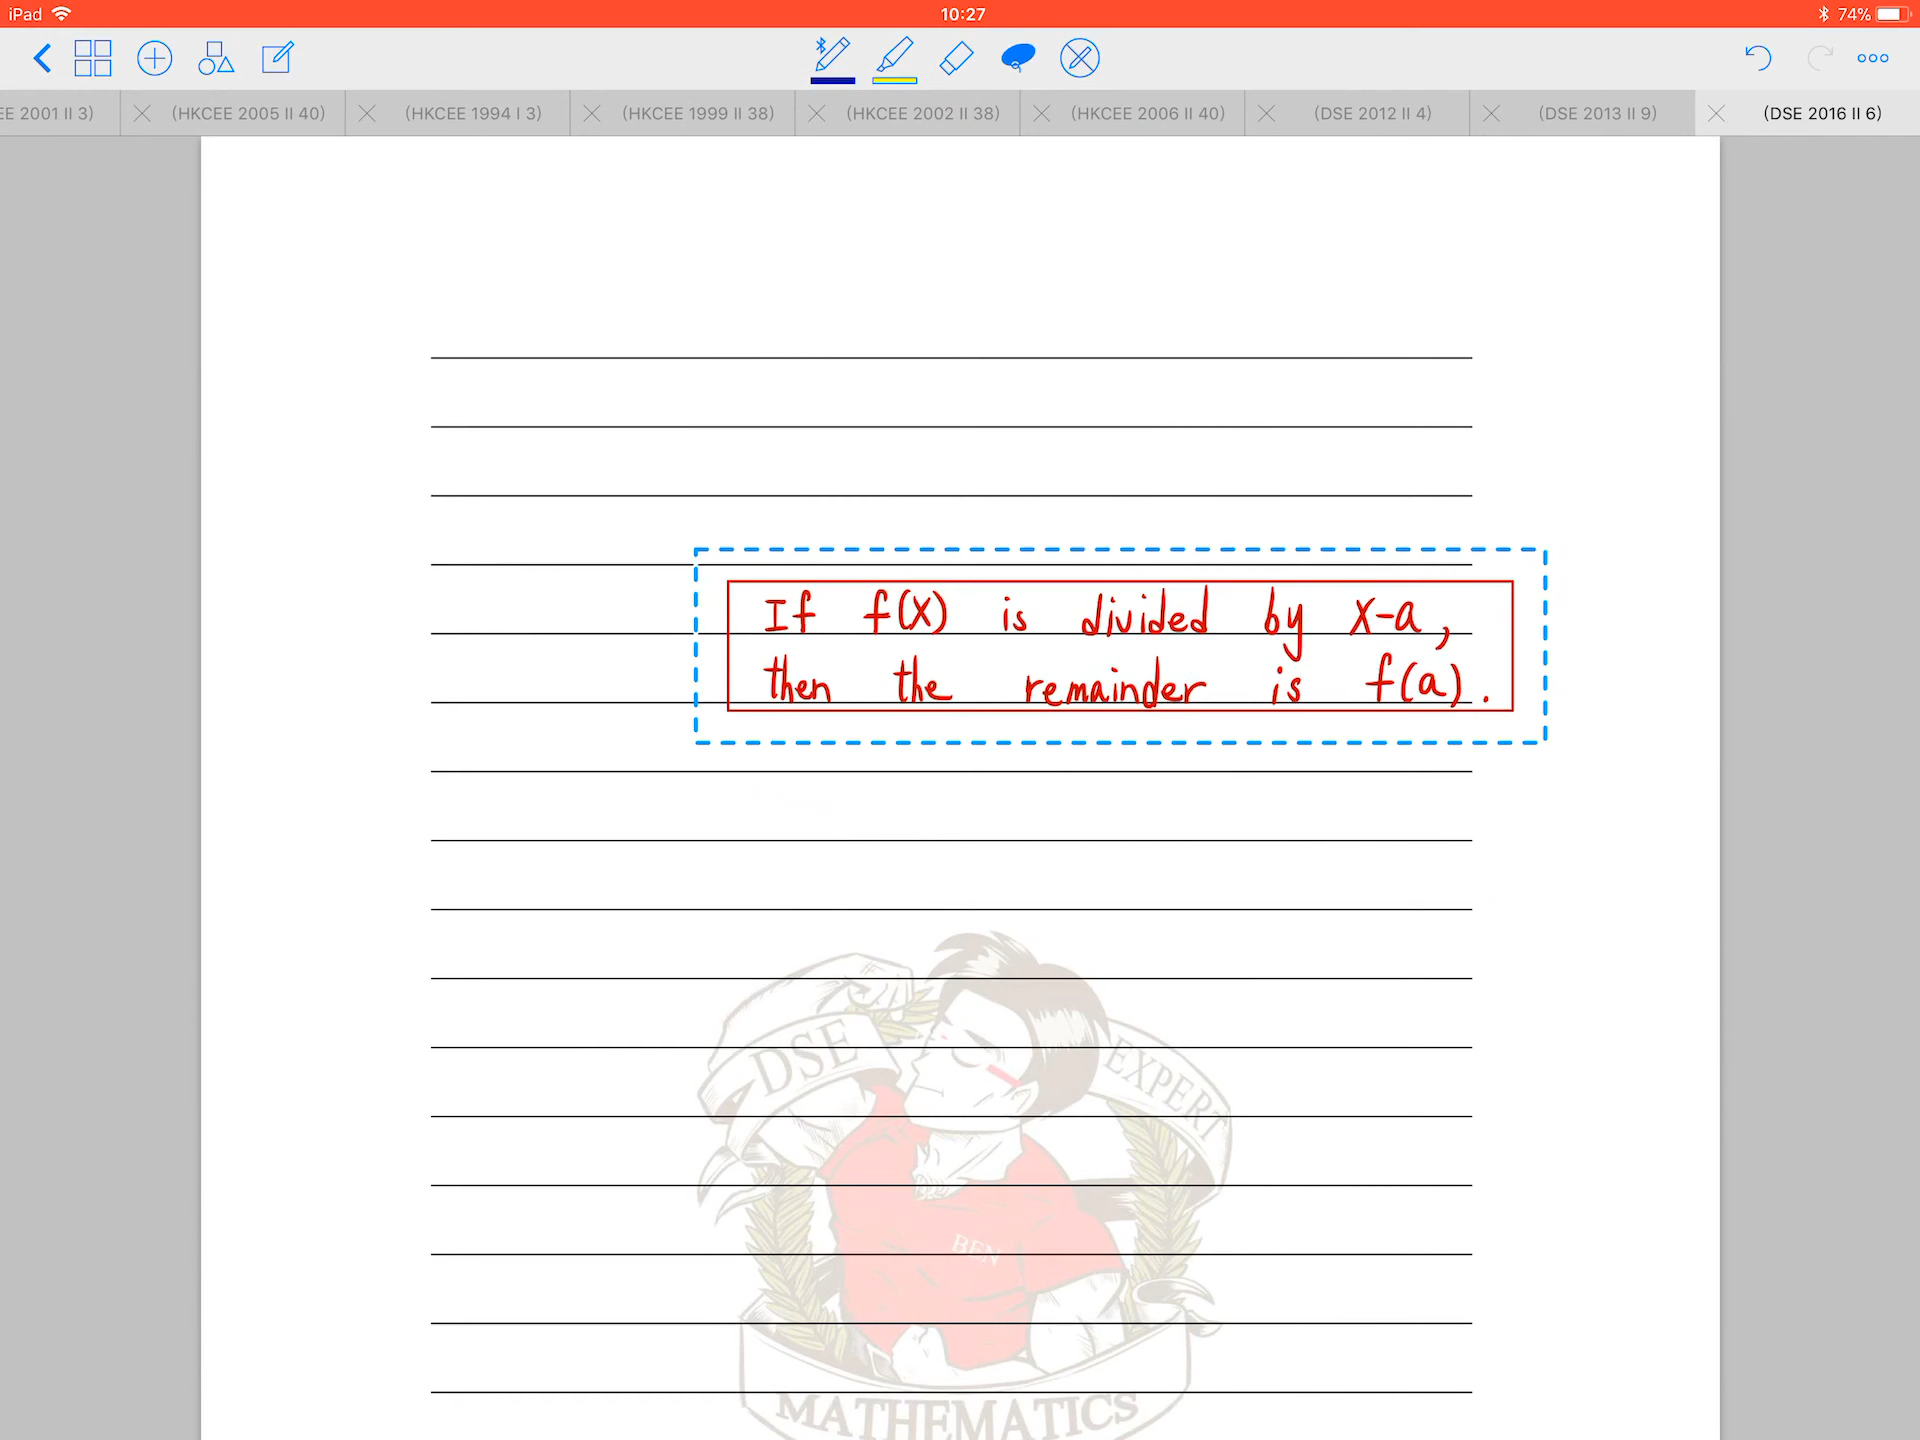 iPad 10:27 74%
EE 2001 II 3) (HKCEE 2005 II 40) (HKCEE 1994 I 3) (HKCEE 1999 II 38) (HKCEE 2002 II 38) (HKCEE 2006 II 40) (DSE 2012 II 4) (DSE 2013 II 9) (DSE 2016 II 6)
If f(x) is divided by x-a,
then the remainder is f(a).
DSE EXPERT
BEN
MATHEMATICS